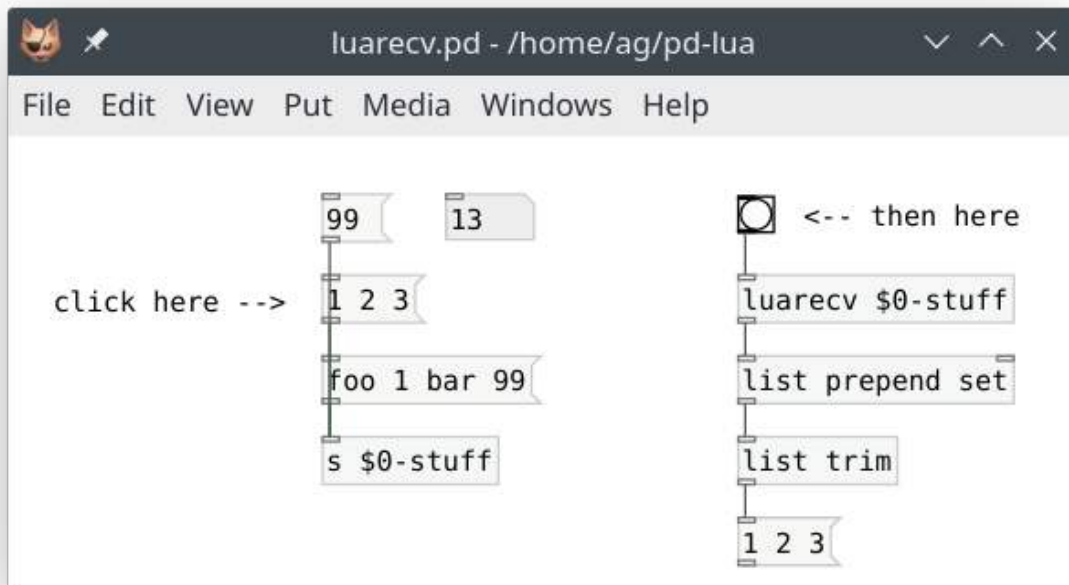 luarecv.pd - /home/ag/pd-lua
File Edit View Put Media Windows Help
99
13
<-- then here
click here -->
1 2 3
luarecv $0-stuff
foo 1 bar 99
list prepend set
s $0-stuff
list trim
1 2 3